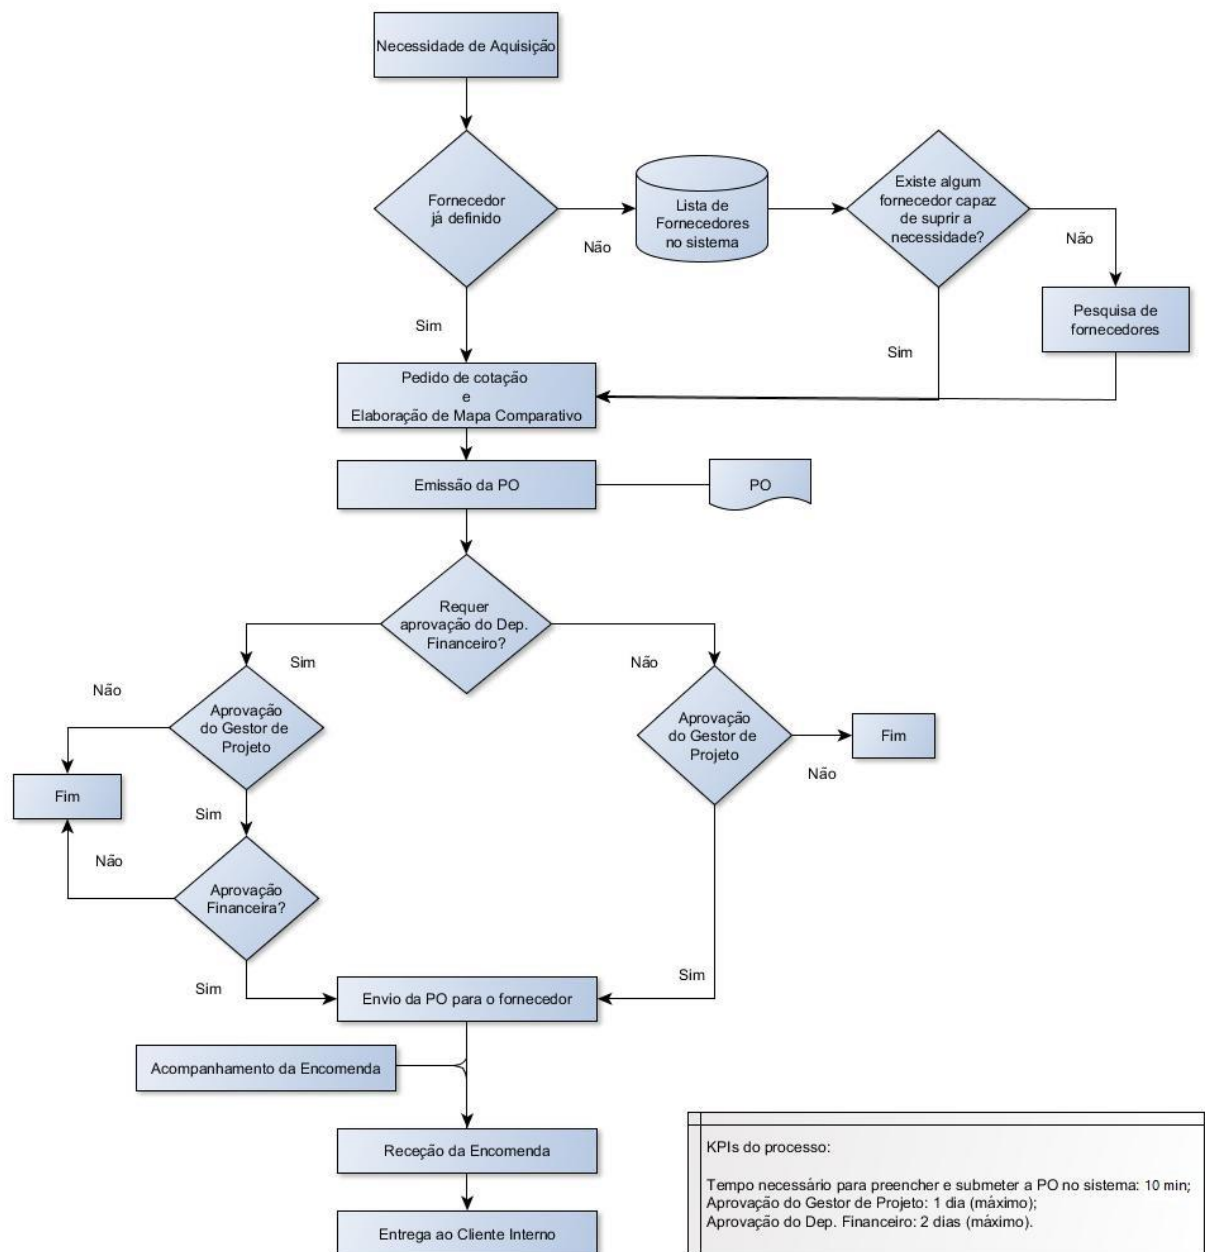 Necessidade de Aquisição
Fornecedor
já definido
Não
Lista de
Fornecedores
no sistema
Existe algum
fornecedor capaz
de suprir a
necessidade?
Não
Pesquisa de
fornecedores
Sim
Sim
Pedido de cotação
e
Elaboração de Mapa Comparativo
Emissão da PO
PO
Requer
aprovação do Dep.
Financeiro?
Sim
Não
Não
Aprovação
do Gestor de
Projeto
Aprovação
do Gestor de
Projeto
Fim
Não
Fim
Sim
Não
Aprovação
Financeira?
Sim
Sim
Envio da PO para o fornecedor
Acompanhamento da Encomenda
Receção da Encomenda
Entrega ao Cliente Interno
KPIs do processo:
Tempo necessário para preencher e submeter a PO no sistema: 10 min;
Aprovação do Gestor de Projeto: 1 dia (máximo);
Aprovação do Dep. Financeiro: 2 dias (máximo).